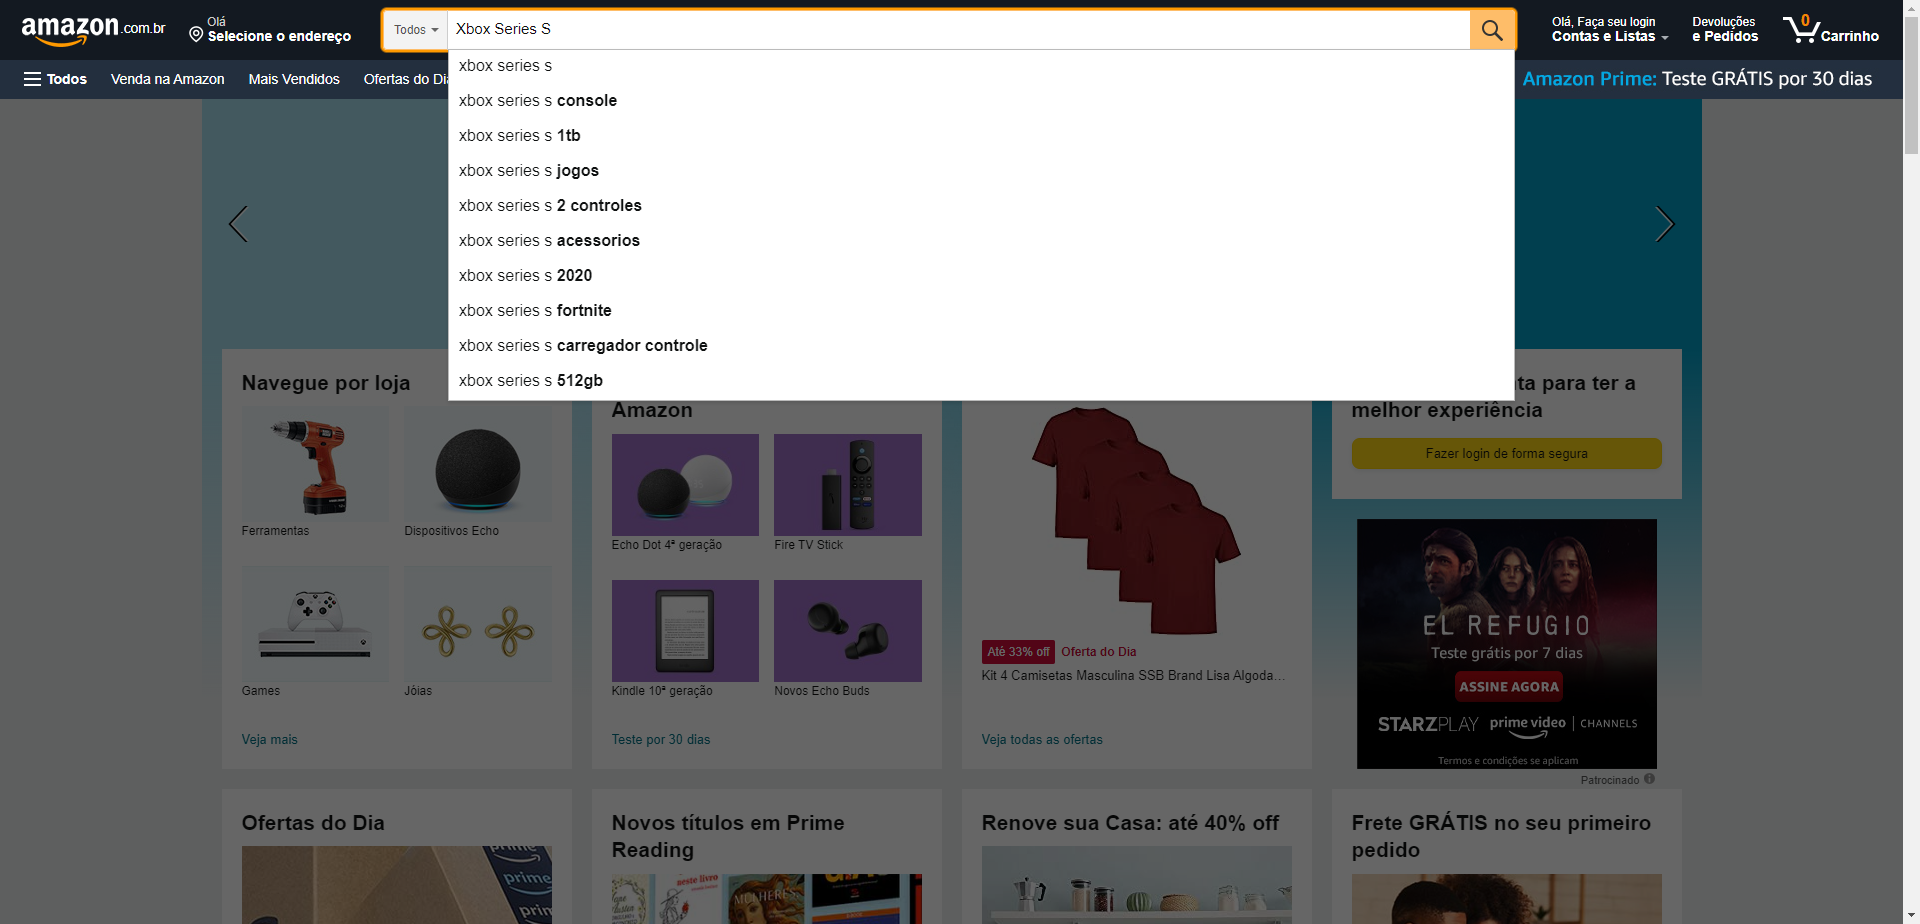 amazon.com.br
Olá
Selecione o endereço
Todos
Xbox Series S
Olá, Faça seu login
Contas e Listas
Devoluções
e Pedidos
0
Carrinho
Todos
Venda na Amazon
Mais Vendidos
Ofertas do Di
Amazon Prime: Teste GRÁTIS por 30 dias
xbox series s
xbox series s console
xbox series s 1tb
xbox series s jogos
xbox series s 2 controles
xbox series s acessorios
xbox series s 2020
xbox series s fortnite
xbox series s carregador controle
xbox series s 512gb
Navegue por loja
Ferramentas
Dispositivos Echo
Games
Jóias
Veja mais
Amazon
Echo Dot 4ª geração
Fire TV Stick
Kindle 10ª geração
Novos Echo Buds
Teste por 30 dias
Até 33% off
Oferta do Dia
Kit 4 Camisetas Masculina SSB Brand Lisa Algoda…
Veja todas as ofertas
ta para ter a
melhor experiência
Fazer login de forma segura
EL REFUGIO
Teste grátis por 7 dias
ASSINE AGORA
STARZPLAY prime video | CHANNELS
Termos e condições se aplicam
Patrocinado
Ofertas do Dia
prime
prime
Novos títulos em Prime
Reading
neste livro
MULHERES
Renove sua Casa: até 40% off
Frete GRÁTIS no seu primeiro
pedido